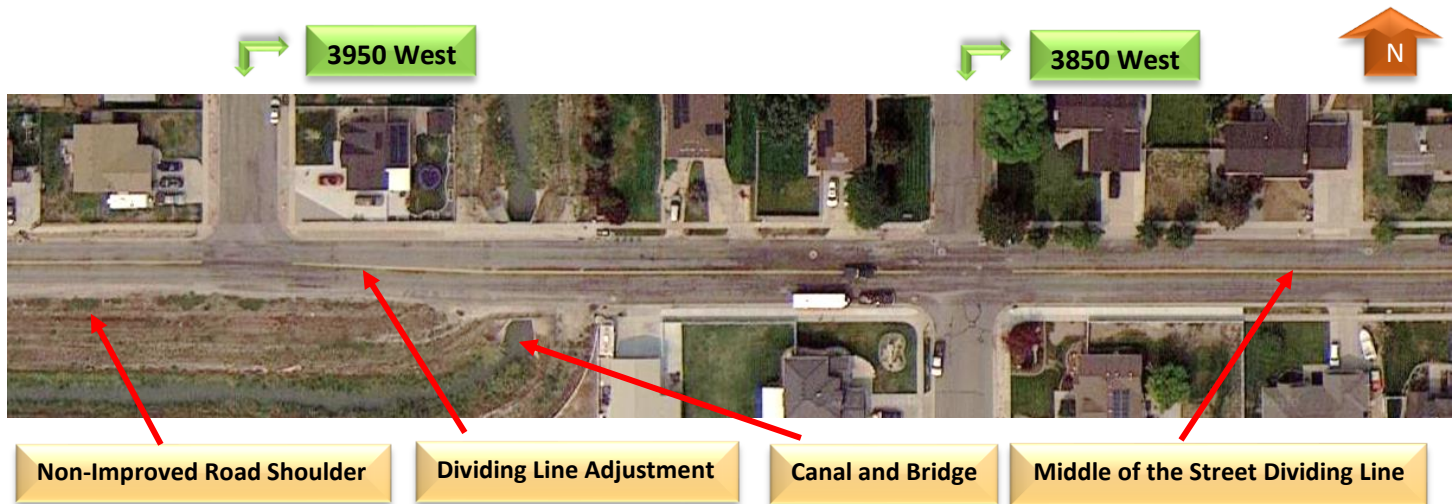 3950 West
3850 West
N
Non-Improved Road Shoulder
Dividing Line Adjustment
Canal and Bridge
Middle of the Street Dividing Line